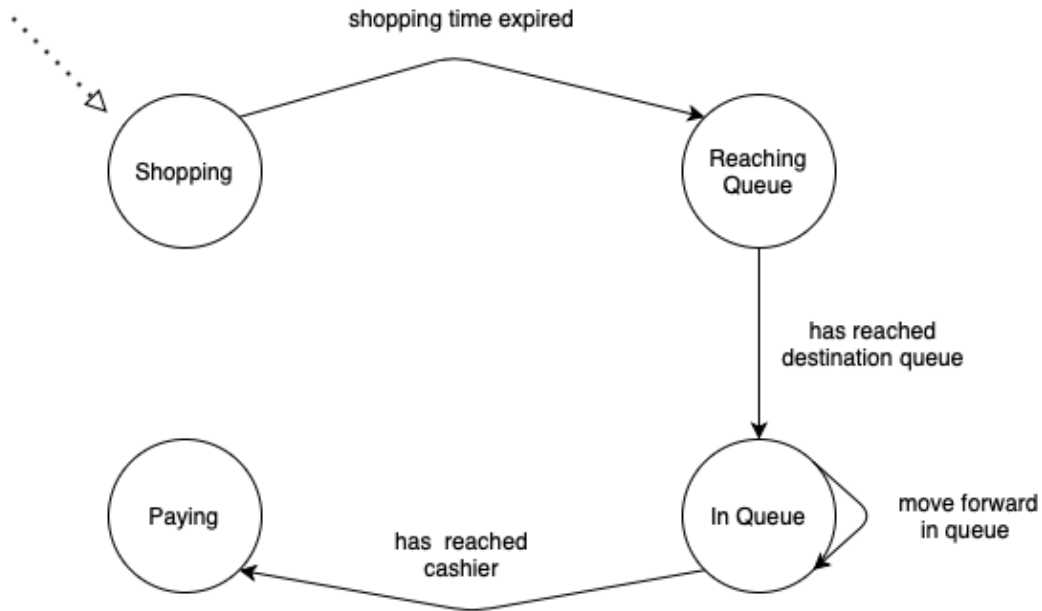 shopping time expired
Shopping
Reaching
Queue
has reached
destination queue
Paying
has reached
cashier
In Queue
move forward
in queue